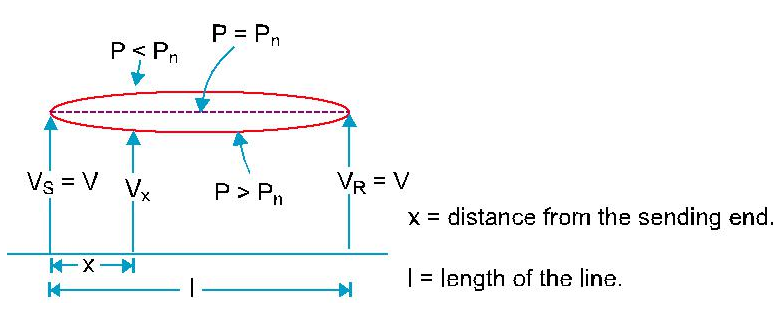 P = Pn
P < Pn
VS = V
Vx
P > Pn
VR = V
x = distance from the sending end.
x
l
l = length of the line.